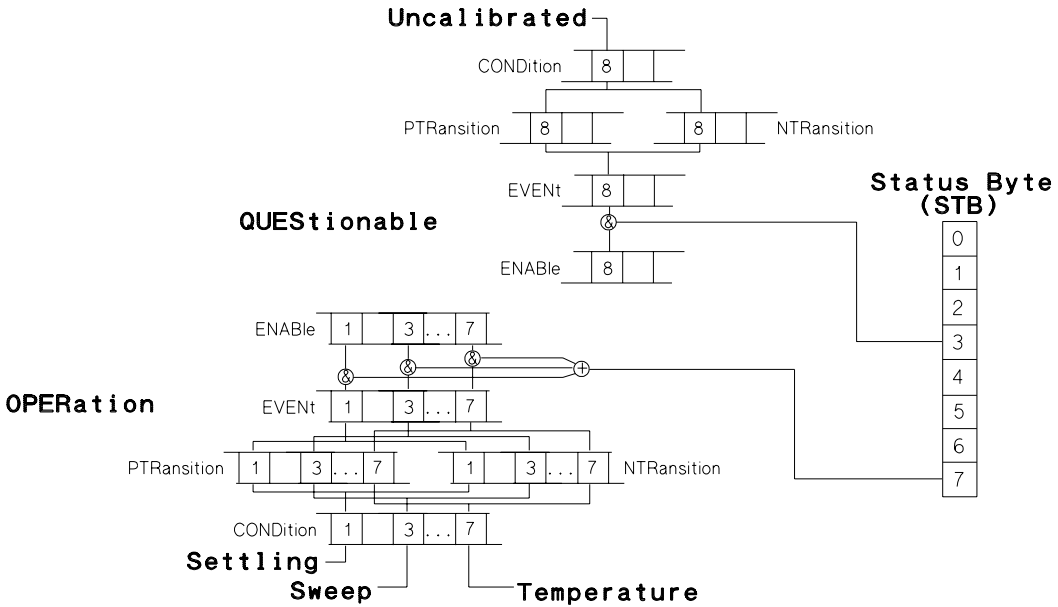 Uncalibrated
CONDition 8
PTRansition 8 8 NTRansition
EVENt 8
QUEStionable &
ENABle 8
Status Byte
(STB)
0
1
2
3
4
5
6
7
ENABle 1 3 ... 7
& & & +
OPERation
EVENt 1 3 ... 7
PTRansition 1 3 ... 7 1 3 ... 7 NTRansition
CONDition 1 3 ... 7
Settling
Sweep
Temperature